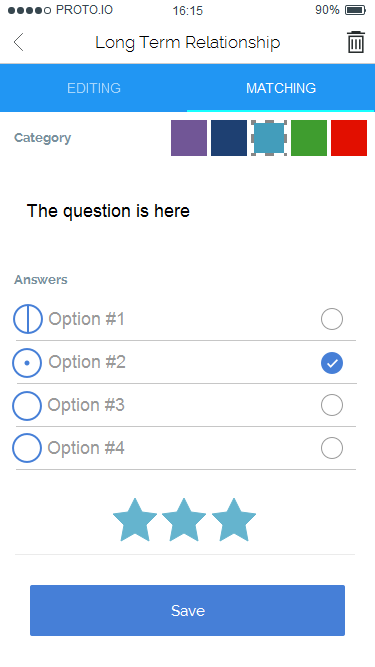 PROTO.IO 16:15 90%
Long Term Relationship
EDITING MATCHING
Category
The question is here
Answers
Option #1
Option #2
Option #3
Option #4
Save